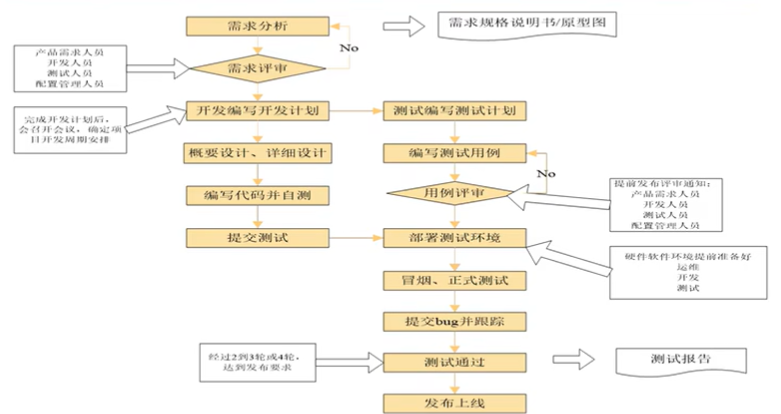 需求分析
需求规格说明书/原型图
No
产品需求人员
开发人员
测试人员
配置管理人员
需求评审
完成开发计划后，
会召开会议，确定项
目开发周期安排
开发编写开发计划
测试编写测试计划
概要设计、详细设计
编写测试用例
No
编写代码并自测
用例评审
提前发布评审通知：
产品需求人员
开发人员
测试人员
配置管理人员
提交测试
部署测试环境
硬件软件环境提前准备好
运维
开发
测试
冒烟、正式测试
提交bug并跟踪
经过2到3轮或4轮，
达到发布要求
测试通过
测试报告
发布上线